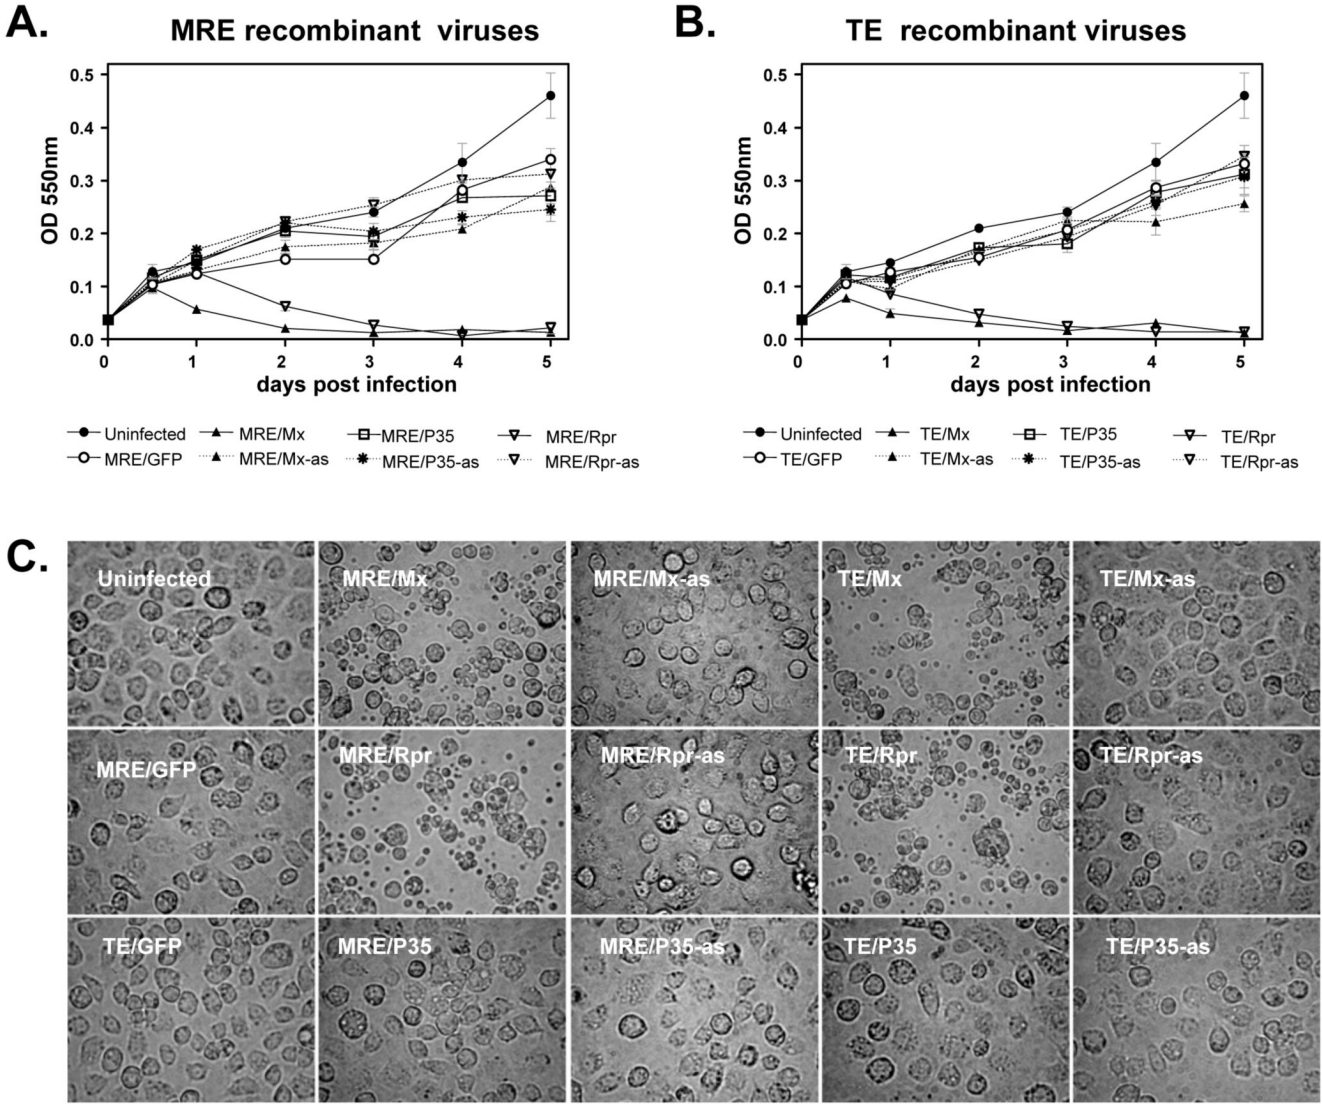 A.
MRE recombinant viruses
OD 550nm
0.5
0.4
0.3
0.2
0.1
0.0
0 1 2 3 4 5
days post infection
Uninfected MRE/Mx MRE/P35 MRE/Rpr
MRE/GFP MRE/Mx-as MRE/P35-as MRE/Rpr-as
B.
TE recombinant viruses
OD 550nm
0.5
0.4
0.3
0.2
0.1
0.0
0 1 2 3 4 5
days post infection
Uninfected TE/Mx TE/P35 TE/Rpr
TE/GFP TE/Mx-as TE/P35-as TE/Rpr-as
C.
Uninfected MRE/Mx MRE/Mx-as TE/Mx TE/Mx-as
MRE/GFP MRE/Rpr MRE/Rpr-as TE/Rpr TE/Rpr-as
TE/GFP MRE/P35 MRE/P35-as TE/P35 TE/P35-as